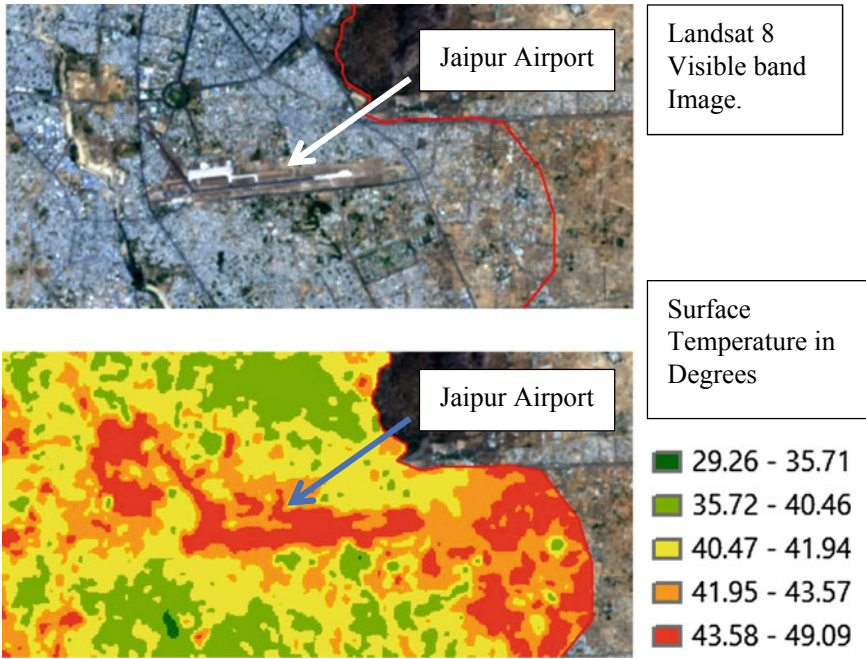 Jaipur Airport
Landsat 8
Visible band
Image.
Jaipur Airport
Surface
Temperature in
Degrees
29.26 - 35.71
35.72 - 40.46
40.47 - 41.94
41.95 - 43.57
43.58 - 49.09